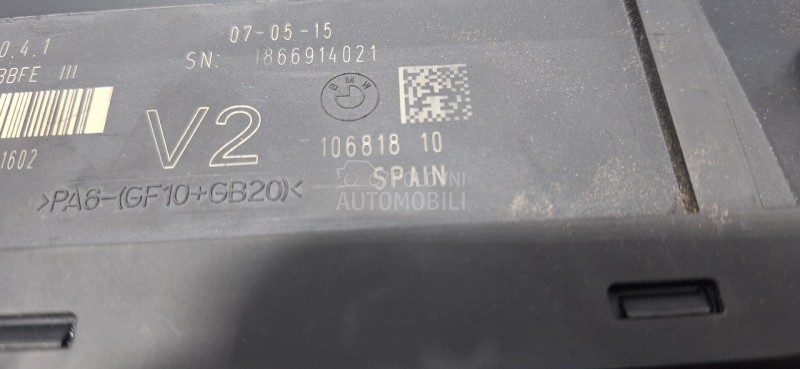 07-05-15
0.4.1
SN: 1866914021
BBFE III
BMW
V2
1602
106818 10
SPAIN
>PA6-(GF10+GB20)<
POLOVNI
AUTOMOBILI